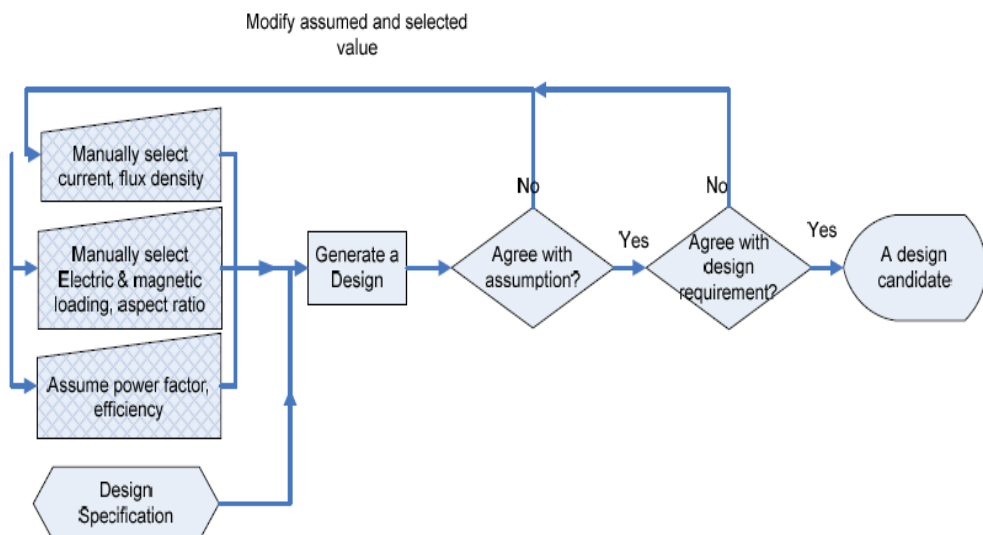 Modify assumed and selected
value
Manually select
current, flux density
Manually select
Electric & magnetic
loading, aspect ratio
Assume power factor,
efficiency
Design
Specification
Generate a
Design
No
Agree with
assumption?
Yes
No
Agree with
design
requirement?
Yes
A design
candidate